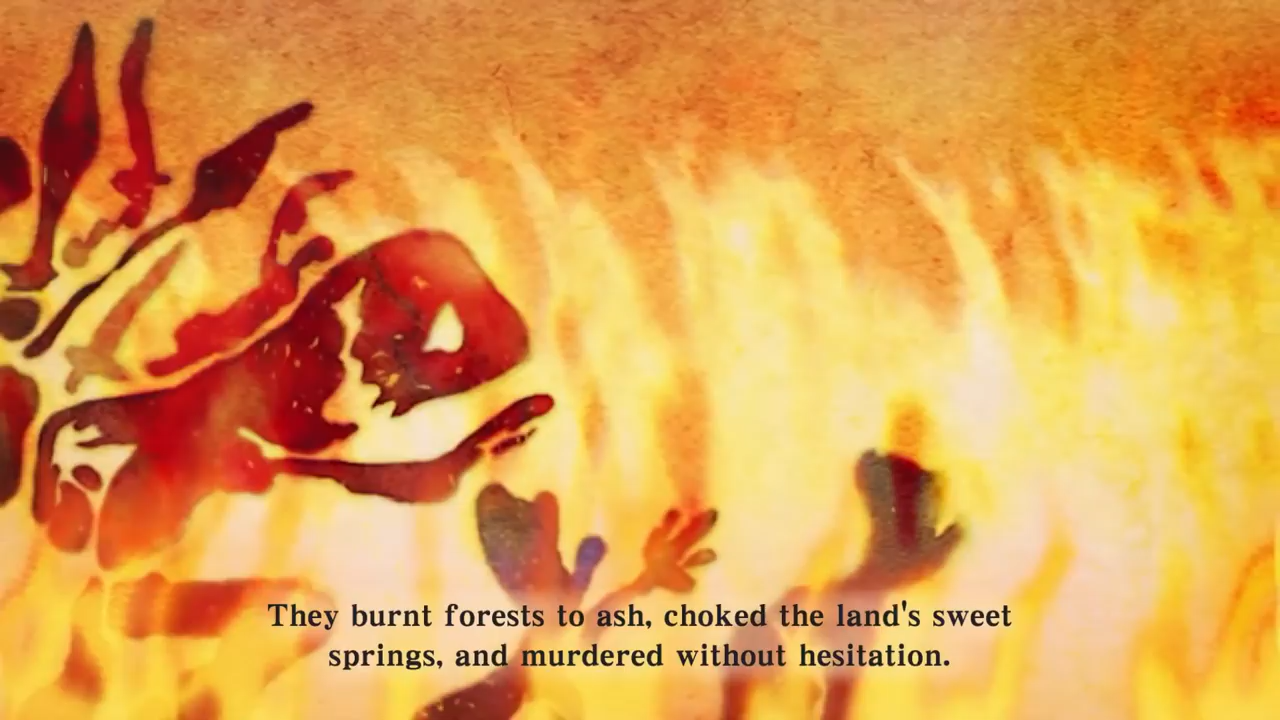 They burnt forests to ash, choked the land's sweet
springs, and murdered without hesitation.